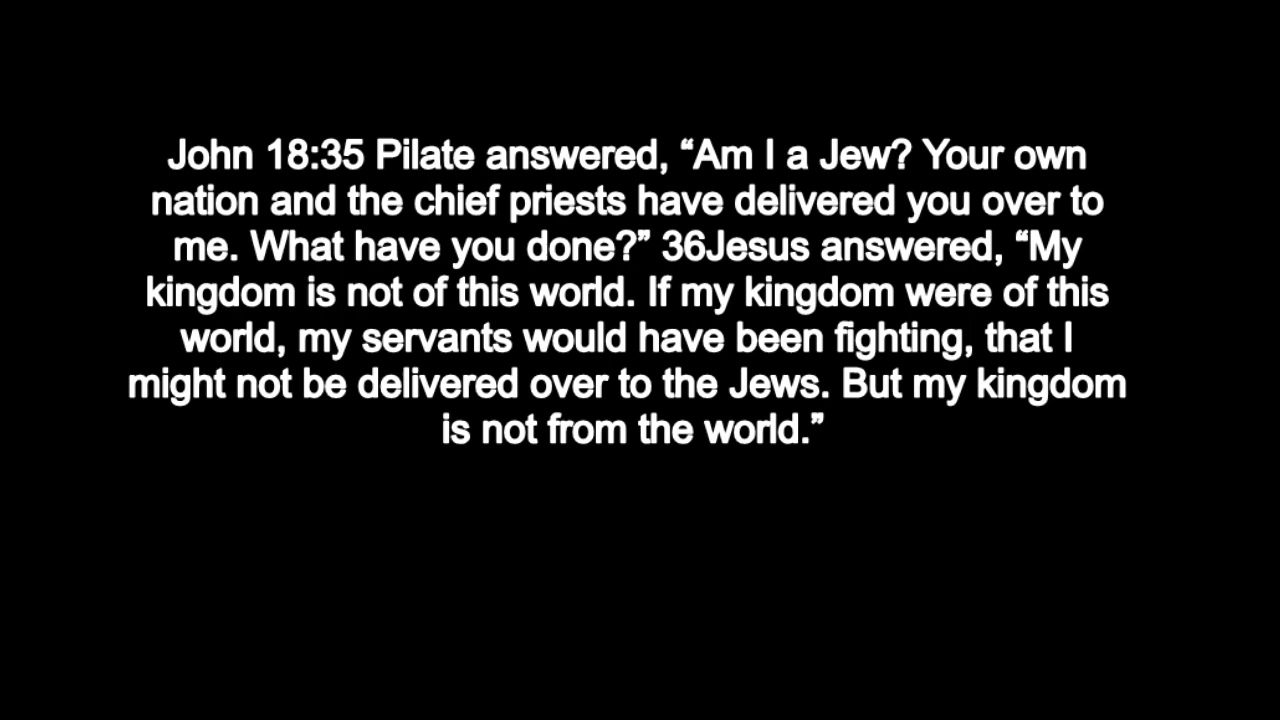 John 18:35 Pilate answered, “Am I a Jew? Your own
nation and the chief priests have delivered you over to
me. What have you done?” 36Jesus answered, “My
kingdom is not of this world. If my kingdom were of this
world, my servants would have been fighting, that I
might not be delivered over to the Jews. But my kingdom
is not from the world.”